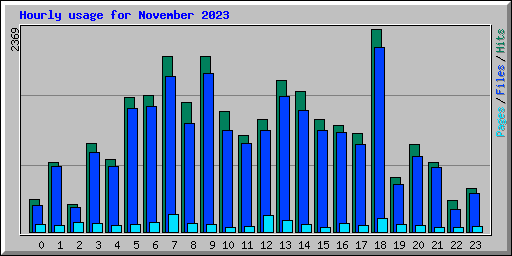 Hourly usage for November 2023
2369
Pages/Files/Hits
0 1 2 3 4 5 6 7 8 9 10 11 12 13 14 15 16 17 18 19 20 21 22 23